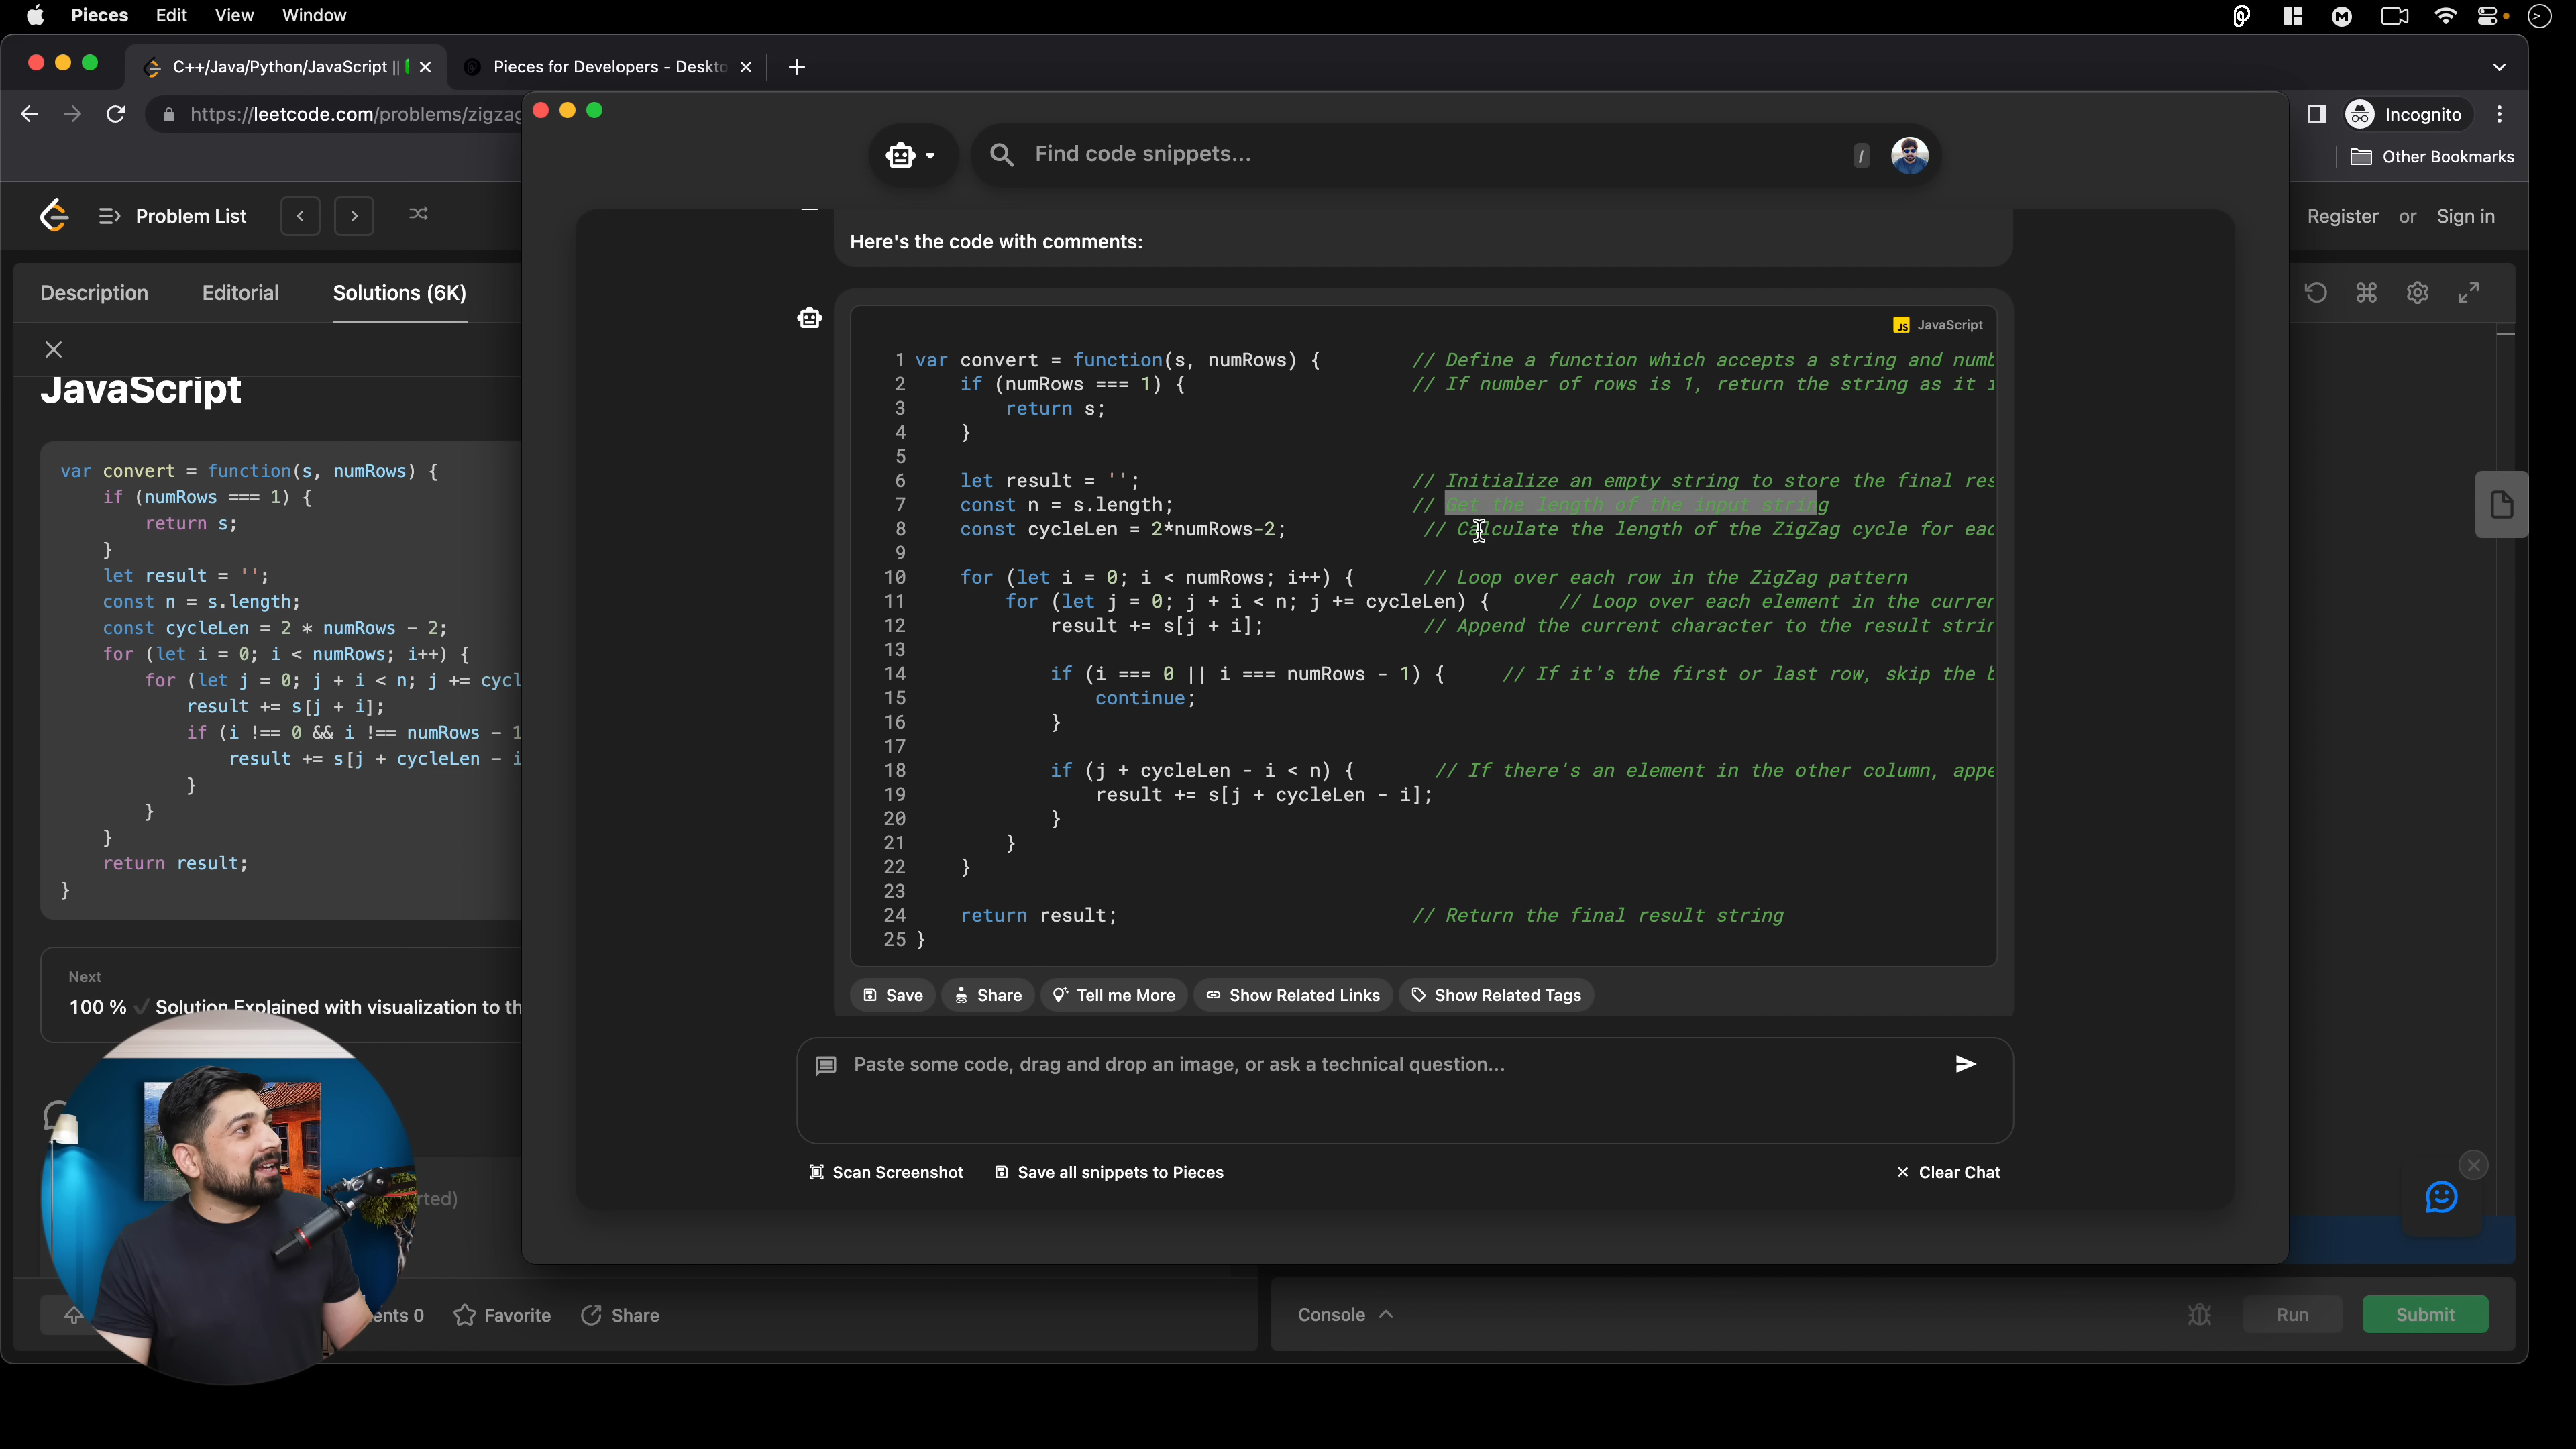 Pieces Edit View Window
C++/Java/Python/JavaScript ||
Pieces for Developers - Deskto
https://leetcode.com/problems/zigzag
Incognito
Other Bookmarks
Find code snippets...
/
Problem List
Register or Sign in
Description Editorial Solutions (6K)
JavaScript
var convert = function(s, numRows) {
if (numRows === 1) {
return s;
}
let result = '';
const n = s.length;
const cycleLen = 2 * numRows - 2;
for (let i = 0; i < numRows; i++) {
for (let j = 0; j + i < n; j += cycl
result += s[j + i];
if (i !== 0 && i !== numRows - 1
result += s[j + cycleLen - i
}
}
}
return result;
}
Next
100 % Solution Explained with visualization to th
rted)
ents 0 Favorite Share
Here's the code with comments:
JS JavaScript
1 var convert = function(s, numRows) { // Define a function which accepts a string and numb
2 if (numRows === 1) { // If number of rows is 1, return the string as it i
3 return s;
4 }
5
6 let result = ''; // Initialize an empty string to store the final res
7 const n = s.length; // Get the length of the input string
8 const cycleLen = 2*numRows-2; // Calculate the length of the ZigZag cycle for eac
9
10 for (let i = 0; i < numRows; i++) { // Loop over each row in the ZigZag pattern
11 for (let j = 0; j + i < n; j += cycleLen) { // Loop over each element in the curren
12 result += s[j + i]; // Append the current character to the result strin
13
14 if (i === 0 || i === numRows - 1) { // If it's the first or last row, skip the b
15 continue;
16 }
17
18 if (j + cycleLen - i < n) { // If there's an element in the other column, appe
19 result += s[j + cycleLen - i];
20 }
21 }
22 }
23
24 return result; // Return the final result string
25 }
Save Share Tell me More Show Related Links Show Related Tags
Paste some code, drag and drop an image, or ask a technical question...
Scan Screenshot Save all snippets to Pieces Clear Chat
Console Run Submit